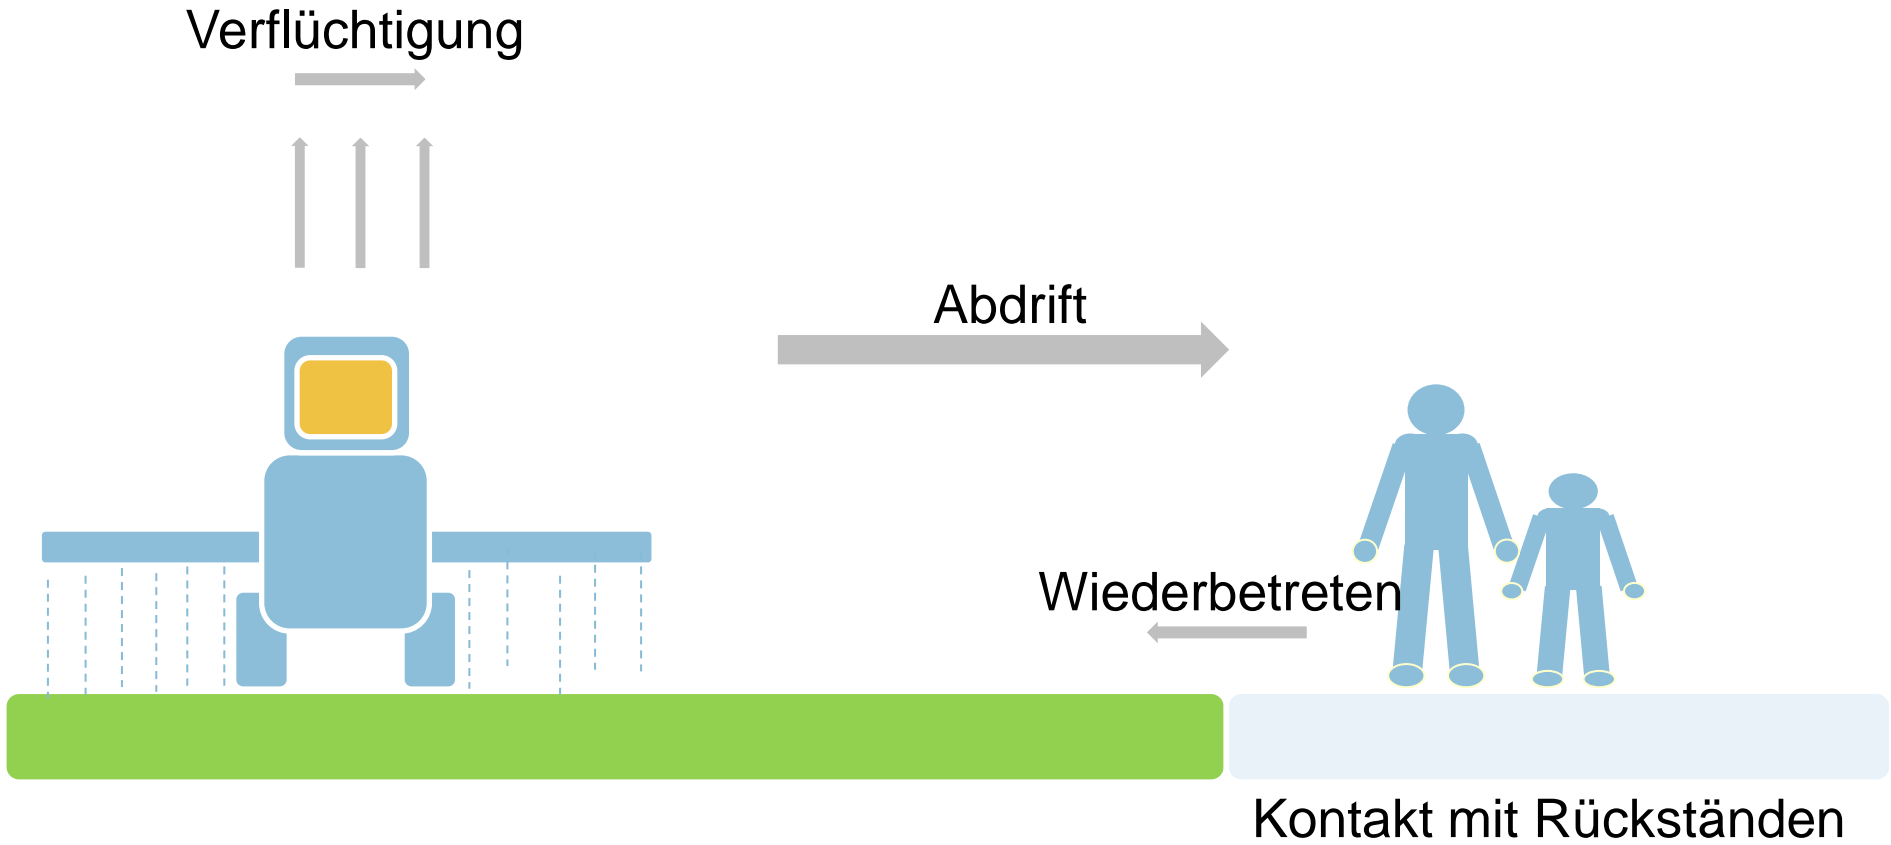 Verflüchtigung
Abdrift
Wiederbetreten
Kontakt mit Rückständen